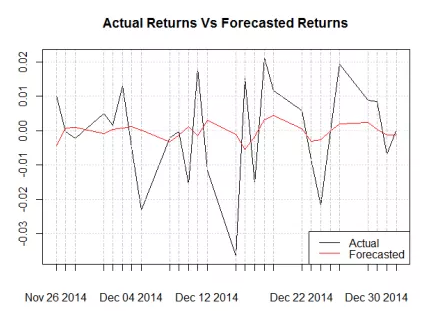 Actual Returns Vs Forecasted Returns
0.02
0.01
0.00
-0.01
-0.02
-0.03
Actual
Forecasted
Nov 26 2014 Dec 04 2014 Dec 12 2014 Dec 22 2014 Dec 30 2014